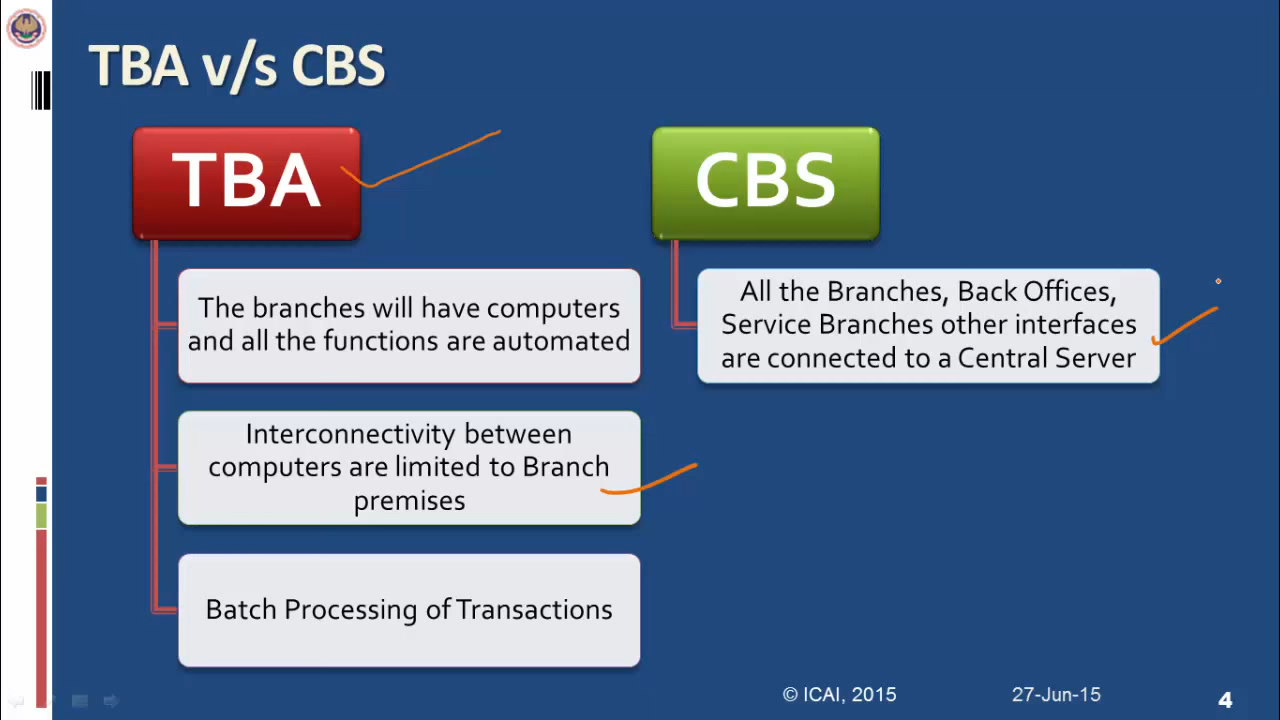 TBA v/s CBS
TBA
The branches will have computers
and all the functions are automated
Interconnectivity between
computers are limited to Branch
premises
Batch Processing of Transactions
CBS
All the Branches, Back Offices,
Service Branches other interfaces
are connected to a Central Server
© ICAI, 2015
27-Jun-15
4